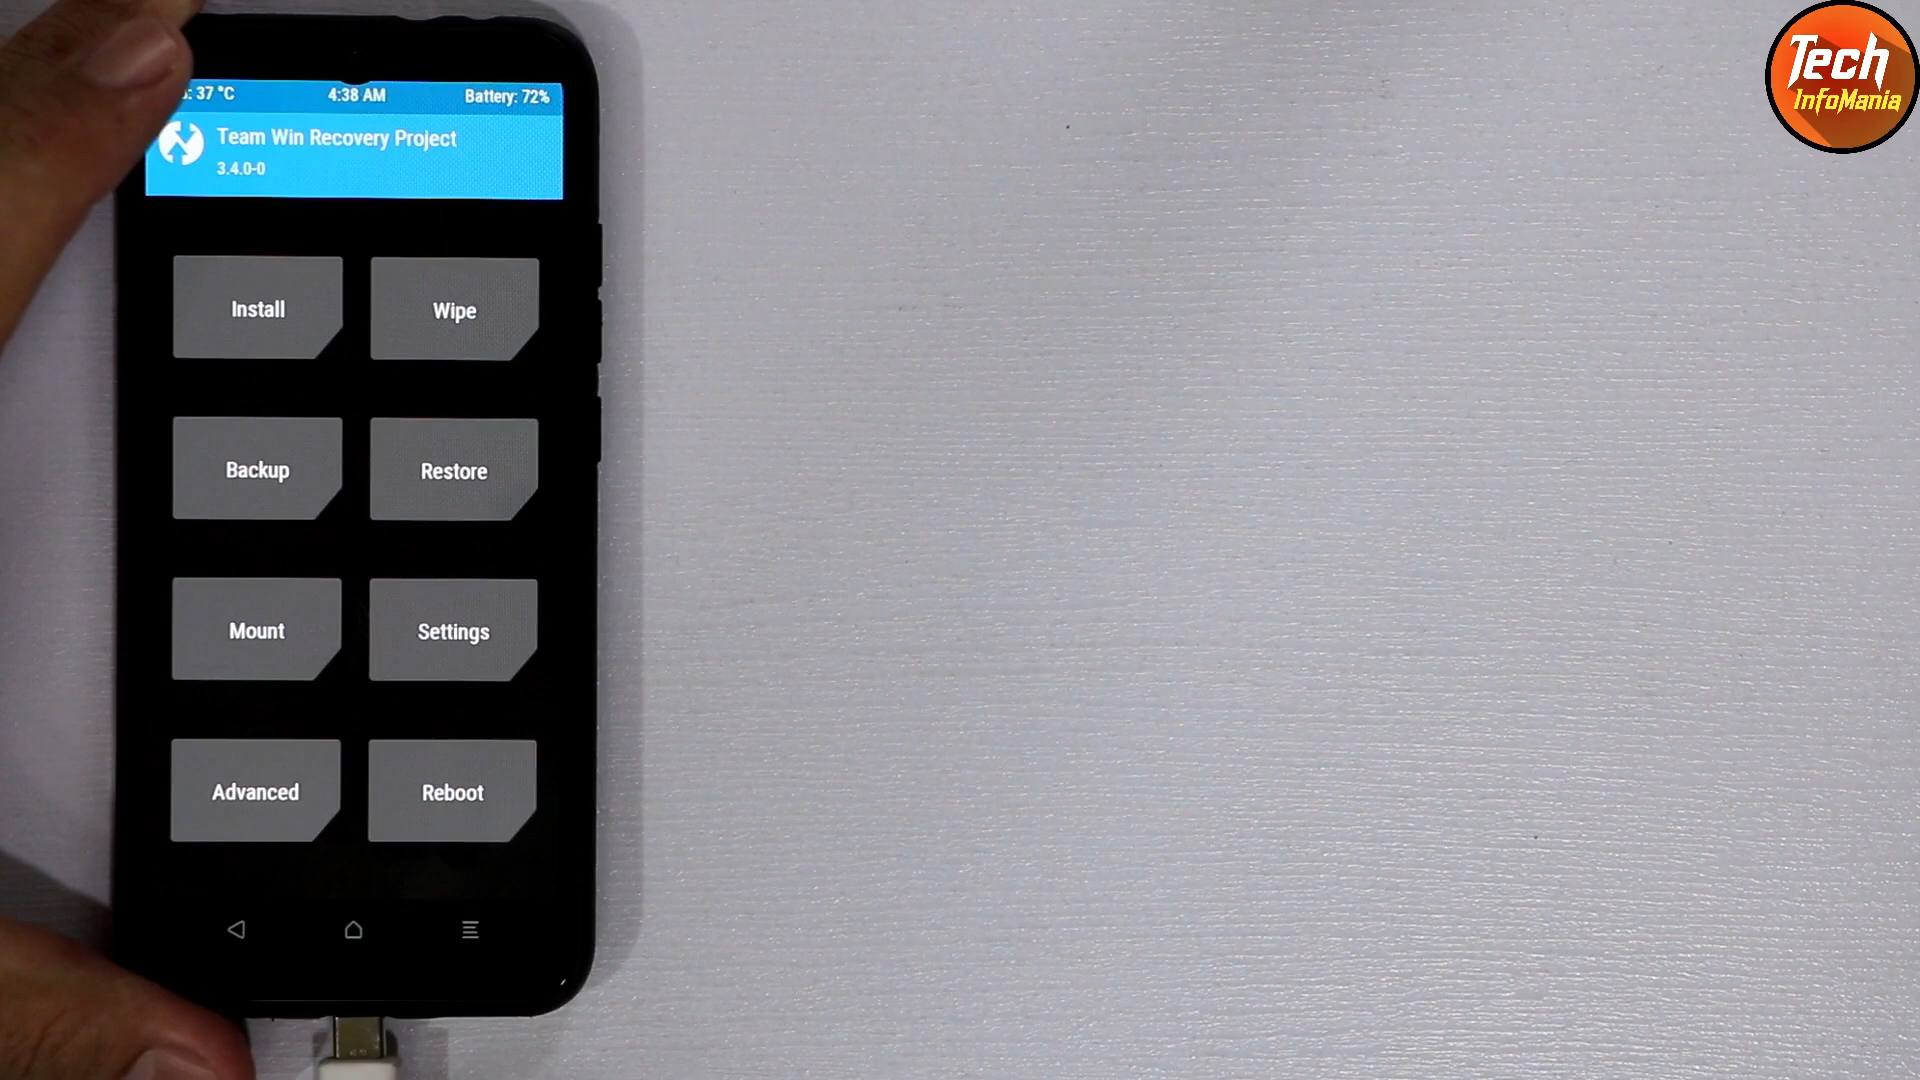 : 37 °C 4:38 AM Battery: 72%
Team Win Recovery Project
3.4.0-0
Install Wipe
Backup Restore
Mount Settings
Advanced Reboot
Tech
InfoMania